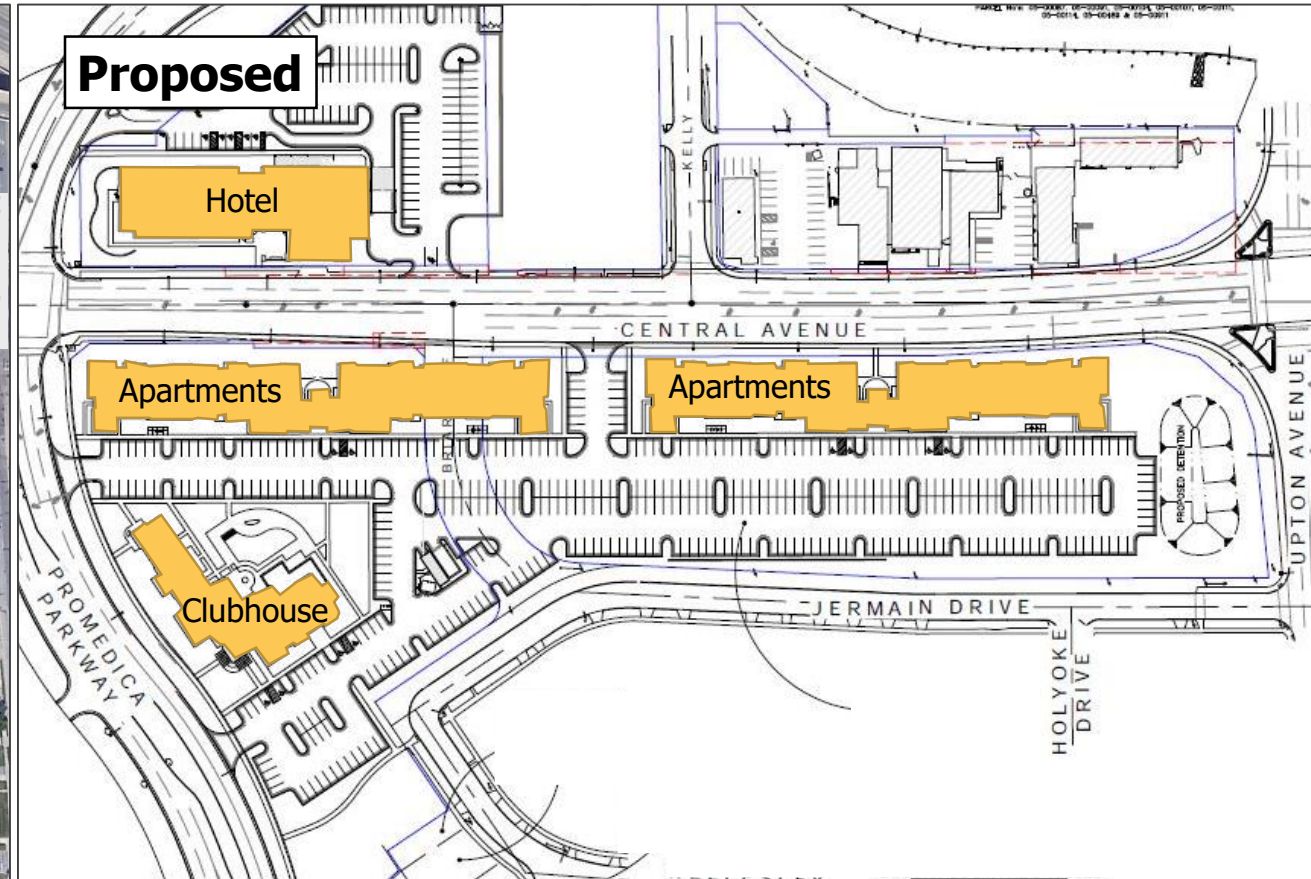 Proposed
Hotel
KELLY
CENTRAL AVENUE
Apartments
Apartments
UPTON AVENUE
PROPOSED DETENTION
Clubhouse
PROMEDICA
PARKWAY
JERMAIN DRIVE
HOLYOKE
DRIVE